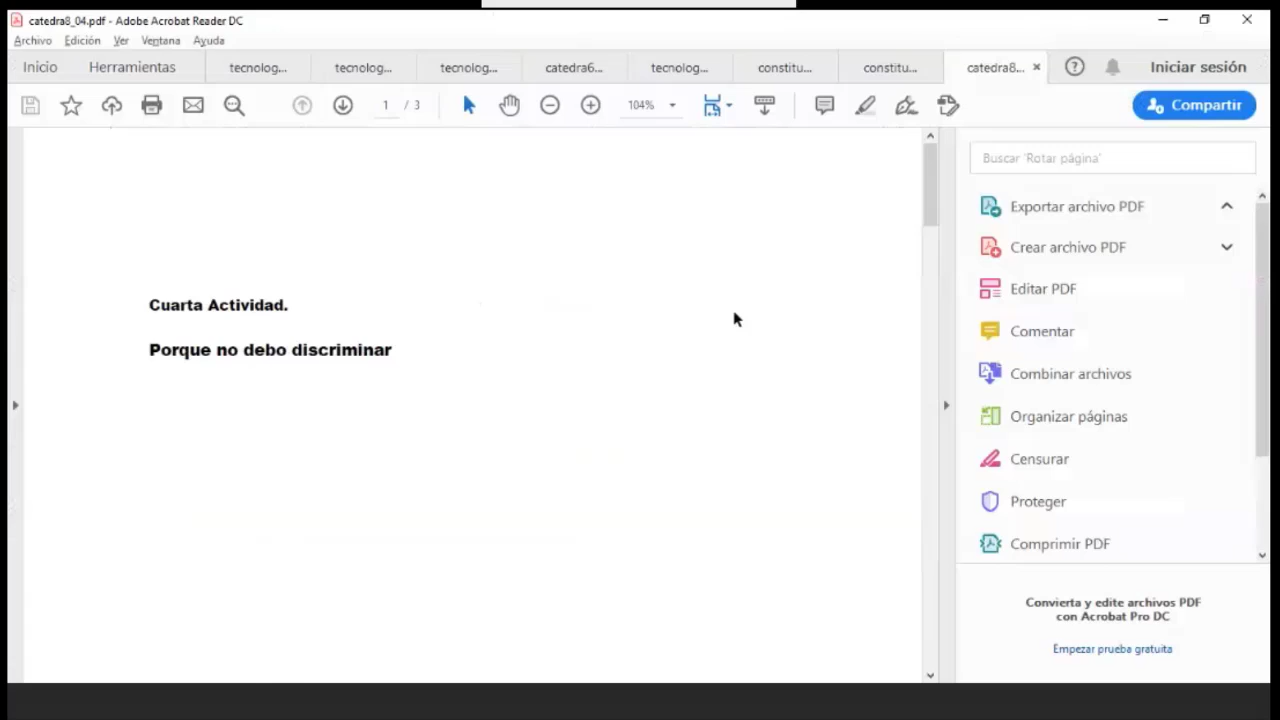 catedra8_04.pdf - Adobe Acrobat Reader DC
Archivo Edición Ver Ventana Ayuda
Inicio Herramientas tecnolog... tecnolog... tecnolog... catedra6... tecnolog... constitu... constitu... catedra8... Iniciar sesión
1 / 3 104% Compartir
Buscar 'Rotar página'
Exportar archivo PDF
Crear archivo PDF
Editar PDF
Comentar
Combinar archivos
Organizar páginas
Censurar
Proteger
Comprimir PDF
Convierta y edite archivos PDF
con Acrobat Pro DC
Empezar prueba gratuita
Cuarta Actividad.
Porque no debo discriminar